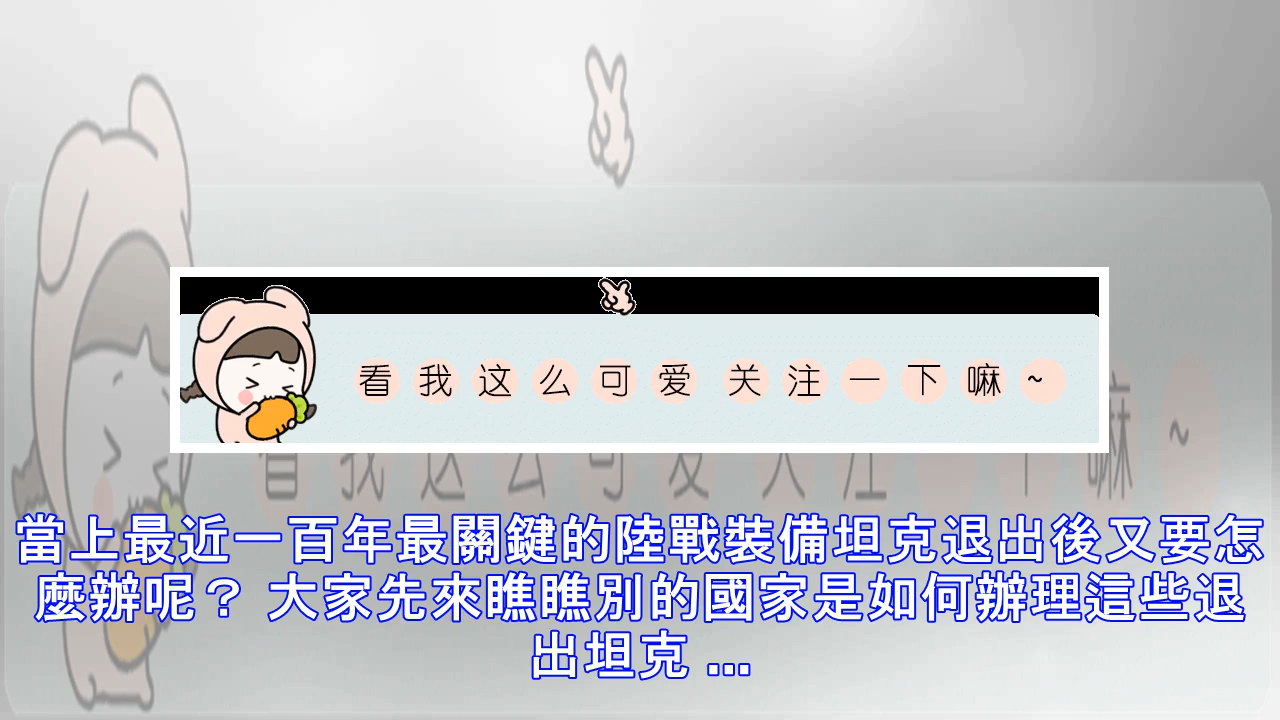 看我这么可爱 关注一下嘛~
當上最近一百年最關鍵的陸戰裝備坦克退出後又要怎
麼辦呢？ 大家先來瞧瞧別的國家是如何辦理這些退
出坦克 ...